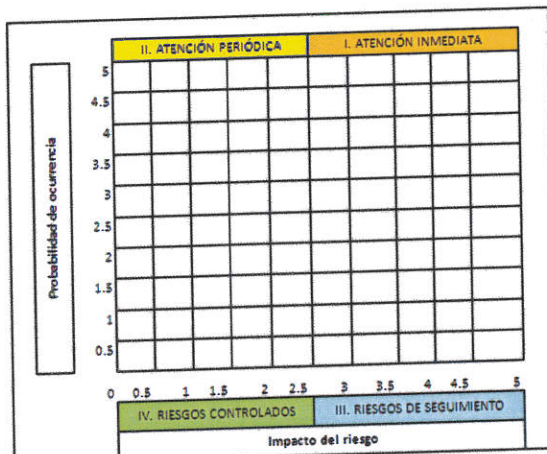 II. ATENCIÓN PERIÓDICA I. ATENCIÓN INMEDIATA
Probabilidad de ocurrencia
5
4.5
4
3.5
3
2.5
2
1.5
1
0.5
0 0.5 1 1.5 2 2.5 3 3.5 4 4.5 5
IV. RIESGOS CONTROLADOS III. RIESGOS DE SEGUIMIENTO
Impacto del riesgo